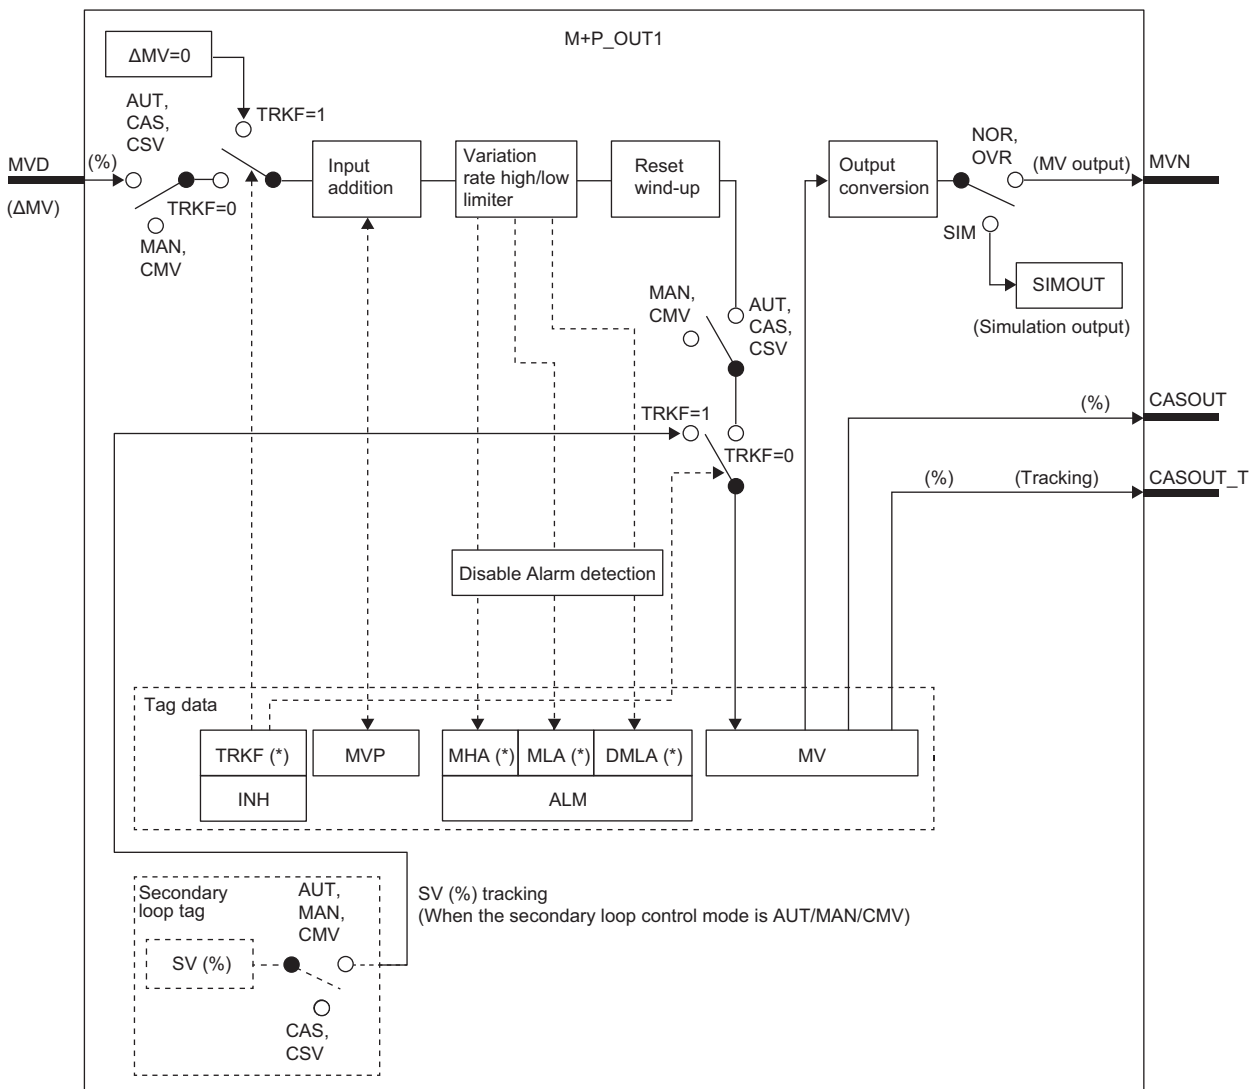 M+P_OUT1
ΔMV=0
AUT,
CAS,
CSV
TRKF=1
MVD
(%)
(ΔMV)
TRKF=0
MAN,
CMV
Input
addition
Variation
rate high/low
limiter
Reset
wind-up
Output
conversion
NOR,
OVR
(MV output)
MVN
SIM
SIMOUT
(Simulation output)
MAN,
CMV
AUT,
CAS,
CSV
TRKF=1
TRKF=0
(%)
CASOUT
(%)
(Tracking)
CASOUT_T
Disable Alarm detection
Tag data
TRKF (*)
INH
MVP
MHA (*)
MLA (*)
DMLA (*)
ALM
MV
Secondary
loop tag
AUT,
MAN,
CMV
SV (%)
CAS,
CSV
SV (%) tracking
(When the secondary loop control mode is AUT/MAN/CMV)